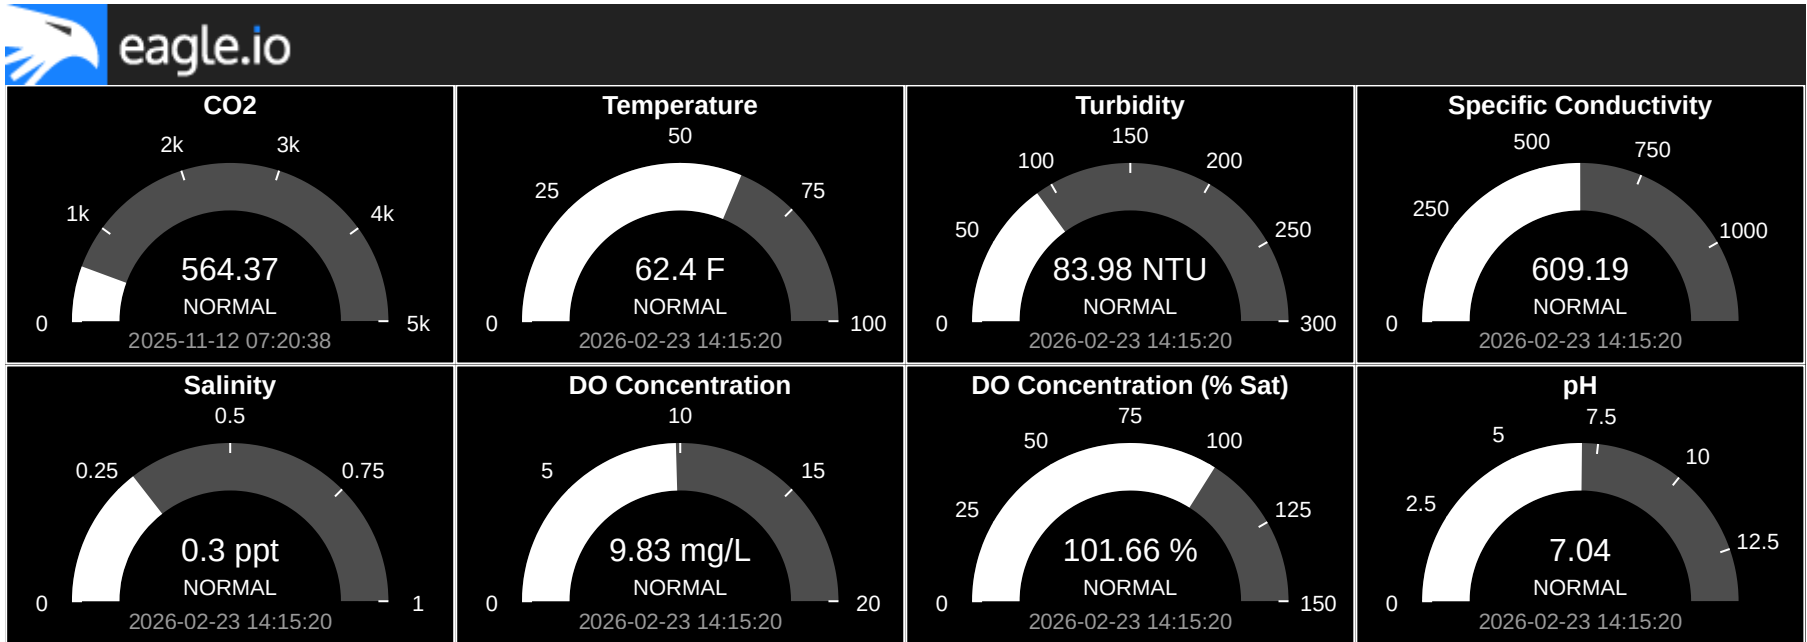 eagle.io
CO2
0
1k
2k
3k
4k
5k
564.37
NORMAL
2025-11-12 07:20:38
Temperature
0
25
50
75
100
62.4 F
NORMAL
2026-02-23 14:15:20
Turbidity
0
50
100
150
200
250
300
83.98 NTU
NORMAL
2026-02-23 14:15:20
Specific Conductivity
0
250
500
750
1000
609.19
NORMAL
2026-02-23 14:15:20
Salinity
0
0.25
0.5
0.75
1
0.3 ppt
NORMAL
2026-02-23 14:15:20
DO Concentration
0
5
10
15
20
9.83 mg/L
NORMAL
2026-02-23 14:15:20
DO Concentration (% Sat)
0
25
50
75
100
125
150
101.66 %
NORMAL
2026-02-23 14:15:20
pH
0
2.5
5
7.5
10
12.5
7.04
NORMAL
2026-02-23 14:15:20